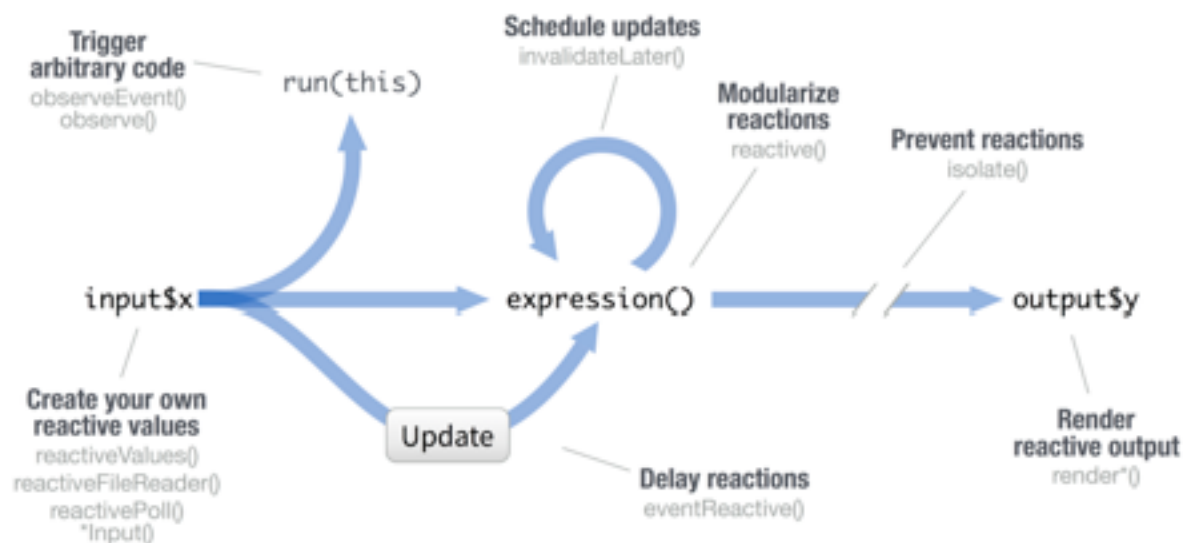 Trigger
arbitrary code
observeEvent()
observe()
run(this)
Schedule updates
invalidateLater()
Modularize
reactions
reactive()
Prevent reactions
isolate()
input$x
expression()
output$y
Create your own
reactive values
reactiveValues()
reactiveFileReader()
reactivePoll()
*Input()
Update
Delay reactions
eventReactive()
Render
reactive output
render*()